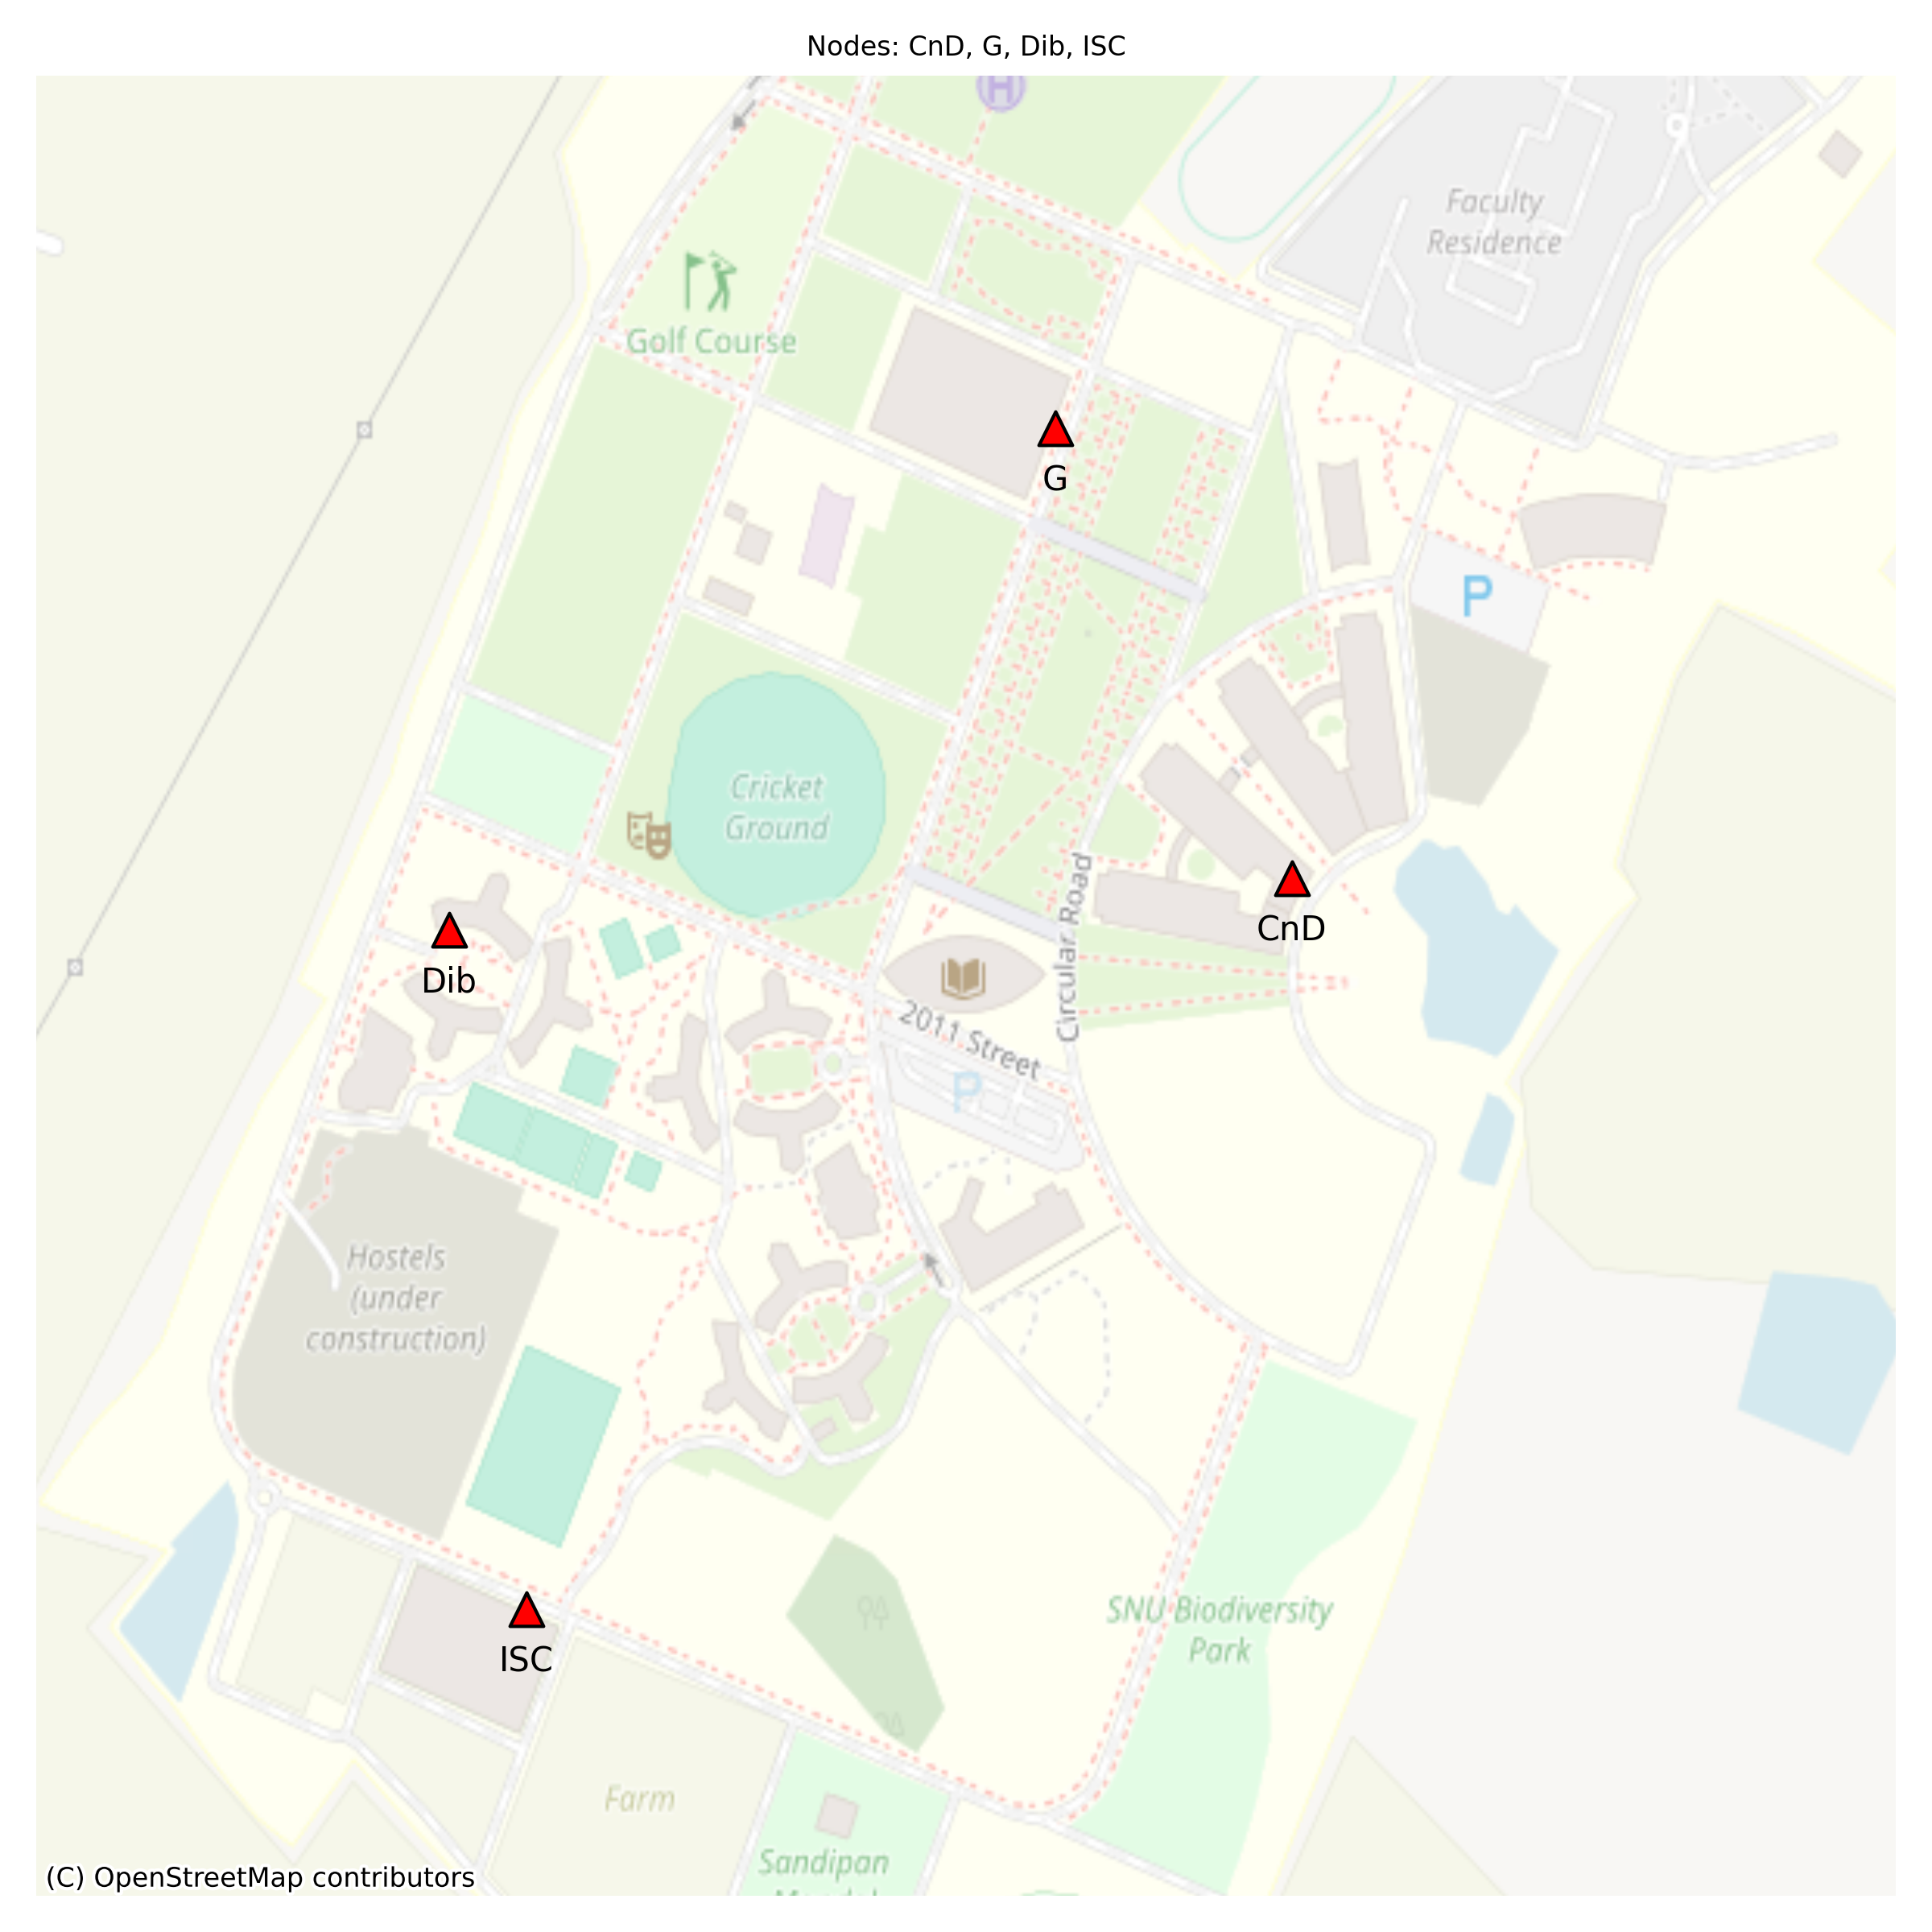 Nodes: CnD, G, Dib, ISC
H
Faculty
Residence
Golf Course
G
P
Cricket
Ground
CnD
Dib
Circular Road
2011 Street
P
Hostels
(under
construction)
ISC
SNU Biodiversity
Park
Farm
Sandipan
(C) OpenStreetMap contributors